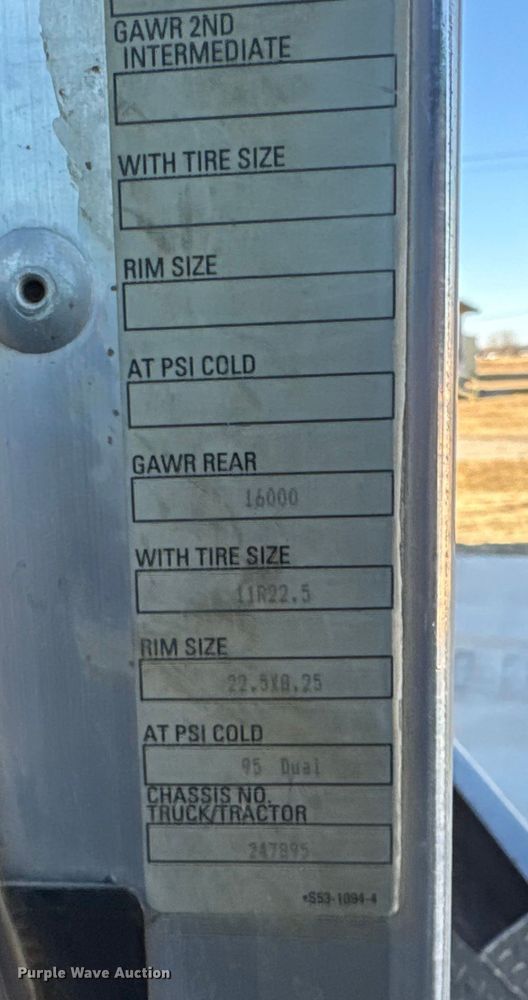 GAWR 2ND
INTERMEDIATE
WITH TIRE SIZE
RIM SIZE
AT PSI COLD
GAWR REAR
16000
WITH TIRE SIZE
11R22.5
RIM SIZE
22.5X8.25
AT PSI COLD
95 Dual
CHASSIS NO.
TRUCK/TRACTOR
247895
*S53-1094-4
Purple Wave Auction